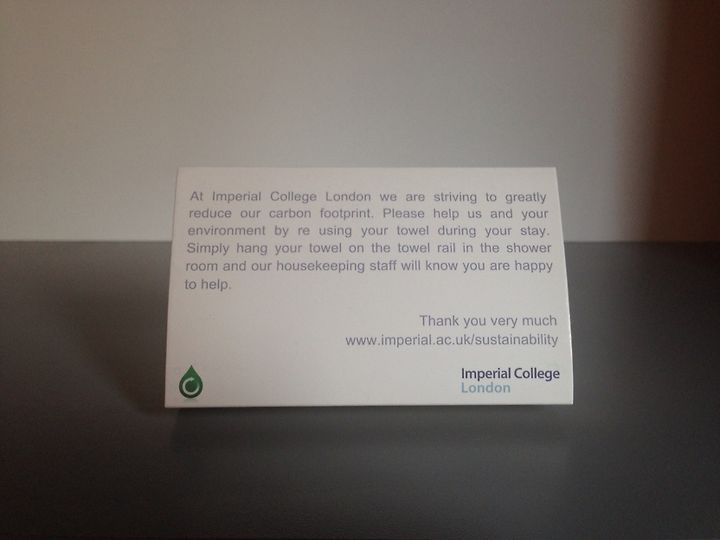 At Imperial College London we are striving to greatly
reduce our carbon footprint. Please help us and your
environment by re using your towel during your stay.
Simply hang your towel on the towel rail in the shower
room and our housekeeping staff will know you are happy
to help.
Thank you very much
www.imperial.ac.uk/sustainability
Imperial College
London